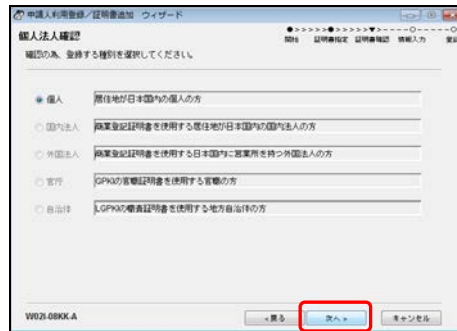 申請人利用登録／証明書追加 ウィザード
個人法人確認
●>>>>>●>>>>>▼>----○-----○
開始 証明書指定 証明書確認 情報入力
確認の為、登録する種別を選択してください。
個人 居住地が日本国内の個人の方
国内法人 商業登記証明書を使用する居住地が日本国内の国内法人の方
外国法人 商業登記証明書を使用する日本国内に営業所を持つ外国法人の方
官庁 GPKIの官職証明書を使用する官職の方
自治体 LGPKIの職責証明書を使用する地方自治体の方
W02I-08KK-A
<戻る 次へ> キャンセル